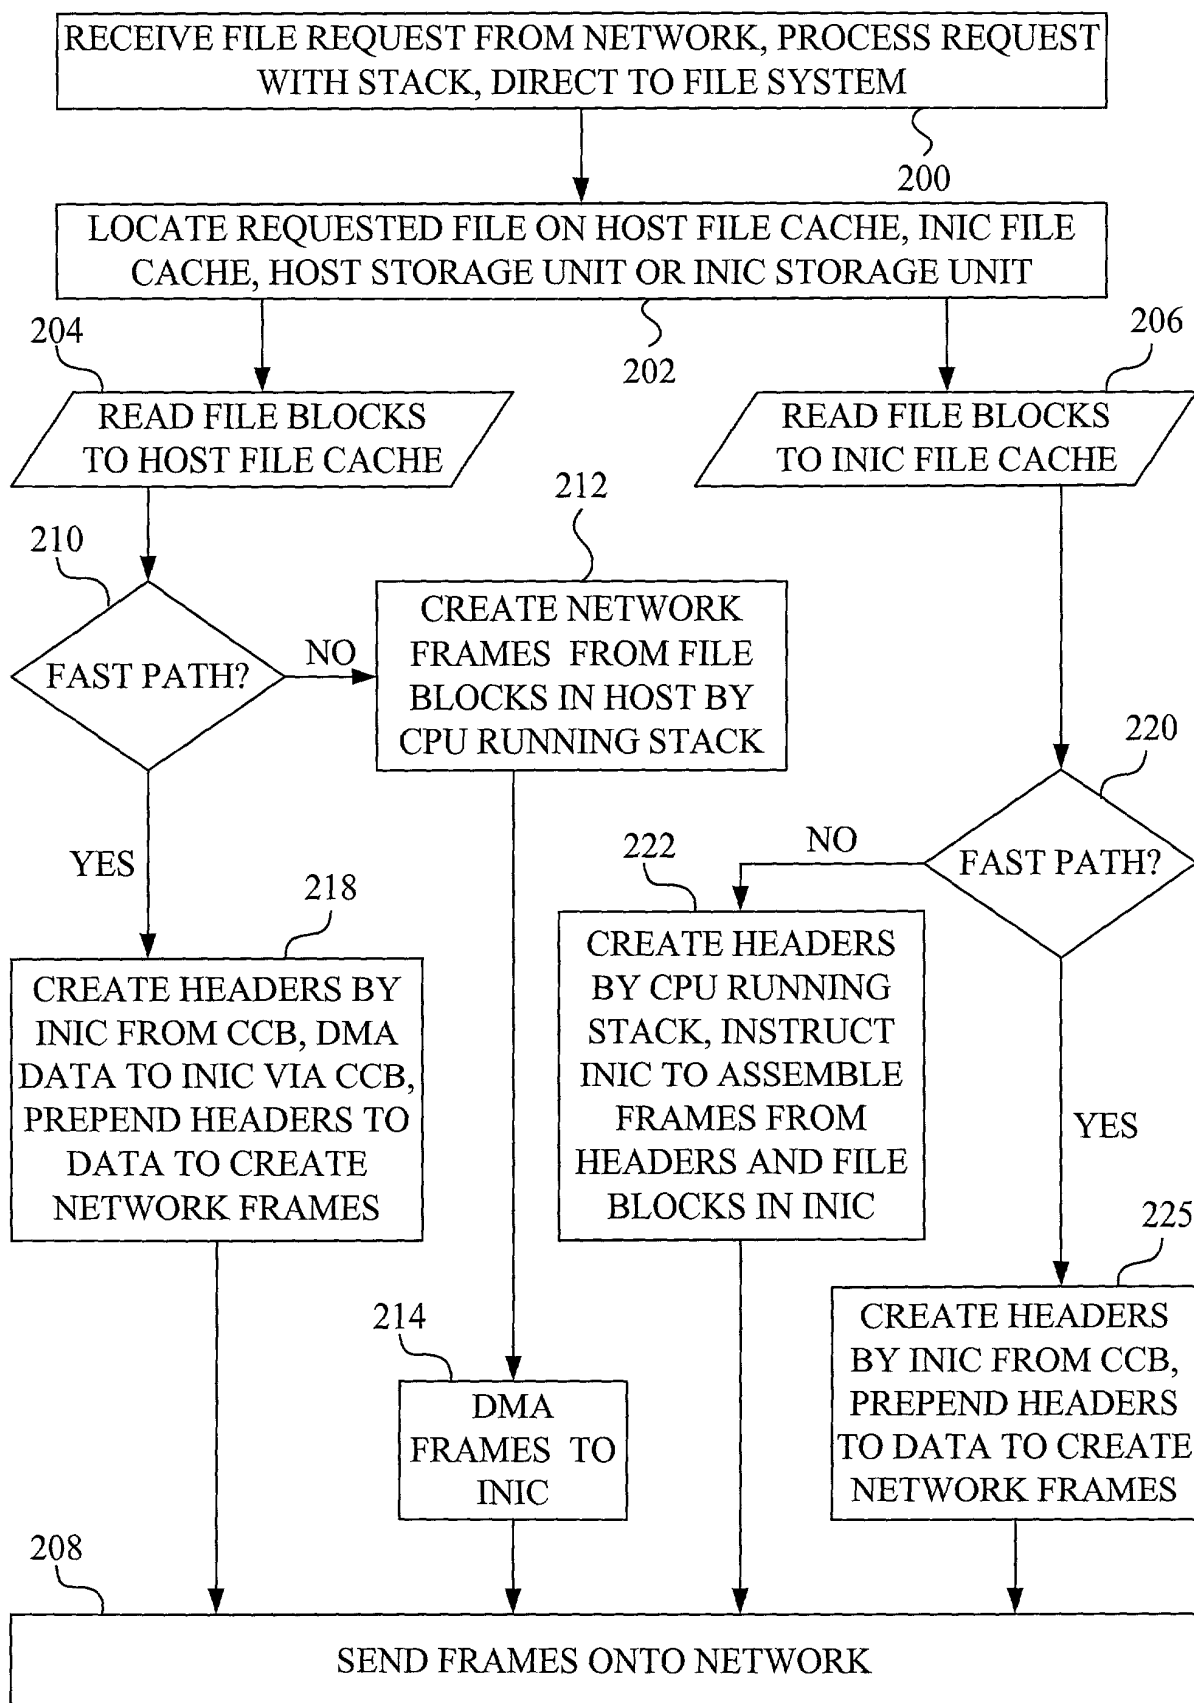 RECEIVE FILE REQUEST FROM NETWORK, PROCESS REQUEST
WITH STACK, DIRECT TO FILE SYSTEM
200
LOCATE REQUESTED FILE ON HOST FILE CACHE, INIC FILE
CACHE, HOST STORAGE UNIT OR INIC STORAGE UNIT
202
204
READ FILE BLOCKS
TO HOST FILE CACHE
206
READ FILE BLOCKS
TO INIC FILE CACHE
210
FAST PATH?
NO
YES
212
CREATE NETWORK
FRAMES FROM FILE
BLOCKS IN HOST BY
CPU RUNNING STACK
220
FAST PATH?
NO
YES
218
CREATE HEADERS BY
INIC FROM CCB, DMA
DATA TO INIC VIA CCB,
PREPEND HEADERS TO
DATA TO CREATE
NETWORK FRAMES
222
CREATE HEADERS
BY CPU RUNNING
STACK, INSTRUCT
INIC TO ASSEMBLE
FRAMES FROM
HEADERS AND FILE
BLOCKS IN INIC
225
CREATE HEADERS
BY INIC FROM CCB,
PREPEND HEADERS
TO DATA TO CREATE
NETWORK FRAMES
214
DMA
FRAMES TO
INIC
208
SEND FRAMES ONTO NETWORK